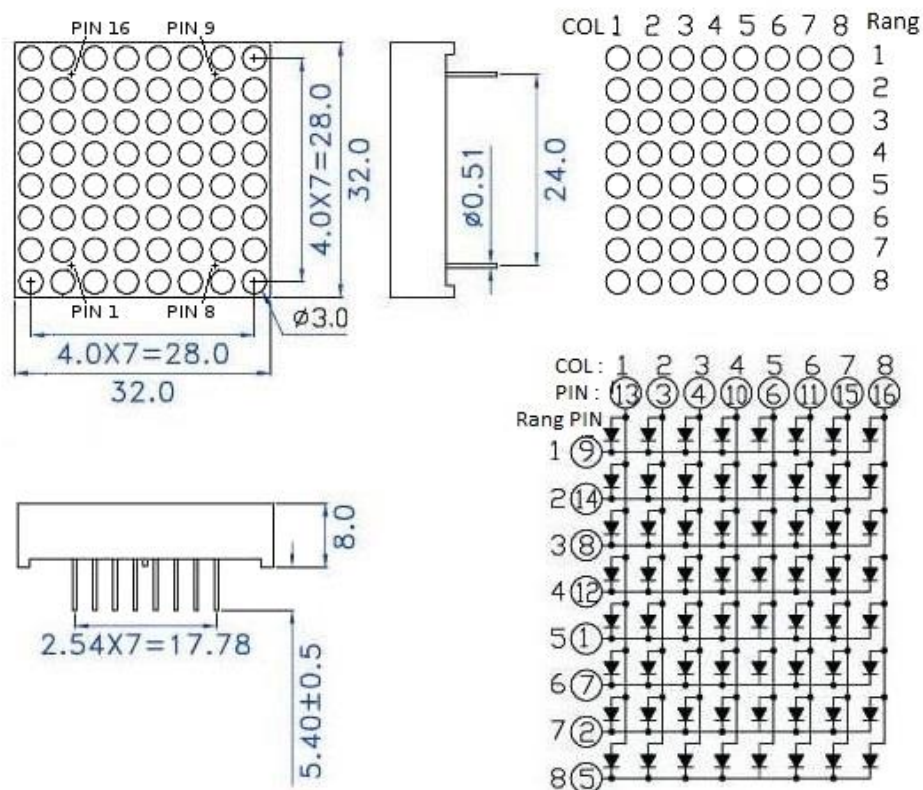 PIN 16 PIN 9
PIN 1 PIN 8
4.0X7=28.0
32.0
Ø3.0
4.0X7=28.0
32.0
Ø0.51
24.0
COL 1 2 3 4 5 6 7 8 Rang
1
2
3
4
5
6
7
8
8.0
2.54X7=17.78
5.40±0.5
COL : 1 2 3 4 5 6 7 8
PIN : 13 3 4 10 6 11 15 16
Rang PIN
1 9
2 14
3 8
4 12
5 1
6 7
7 2
8 5